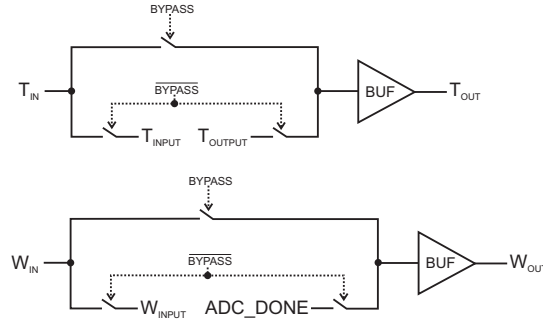 BYPASS
T_IN BYPASS BUF T_OUT
T_INPUT T_OUTPUT
BYPASS
W_IN BYPASS BUF W_OUT
W_INPUT ADC_DONE